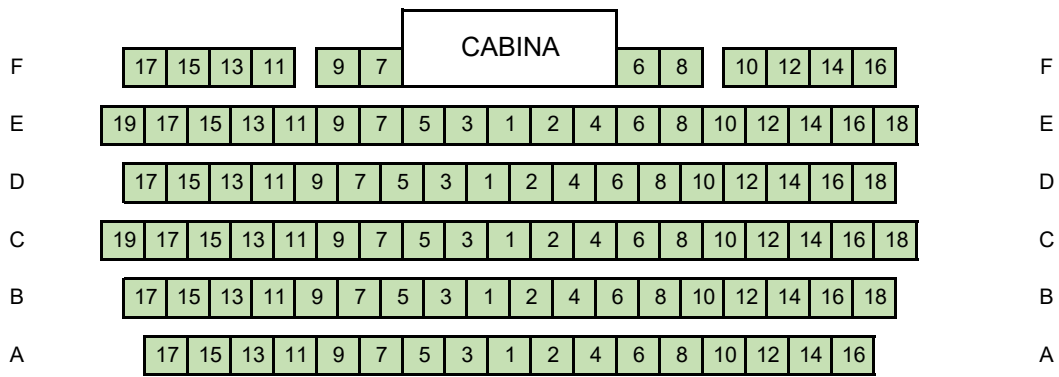 CABINA
F 17 15 13 11 9 7 6 8 10 12 14 16 F
E 19 17 15 13 11 9 7 5 3 1 2 4 6 8 10 12 14 16 18 E
D 17 15 13 11 9 7 5 3 1 2 4 6 8 10 12 14 16 18 D
C 19 17 15 13 11 9 7 5 3 1 2 4 6 8 10 12 14 16 18 C
B 17 15 13 11 9 7 5 3 1 2 4 6 8 10 12 14 16 18 B
A 17 15 13 11 9 7 5 3 1 2 4 6 8 10 12 14 16 A